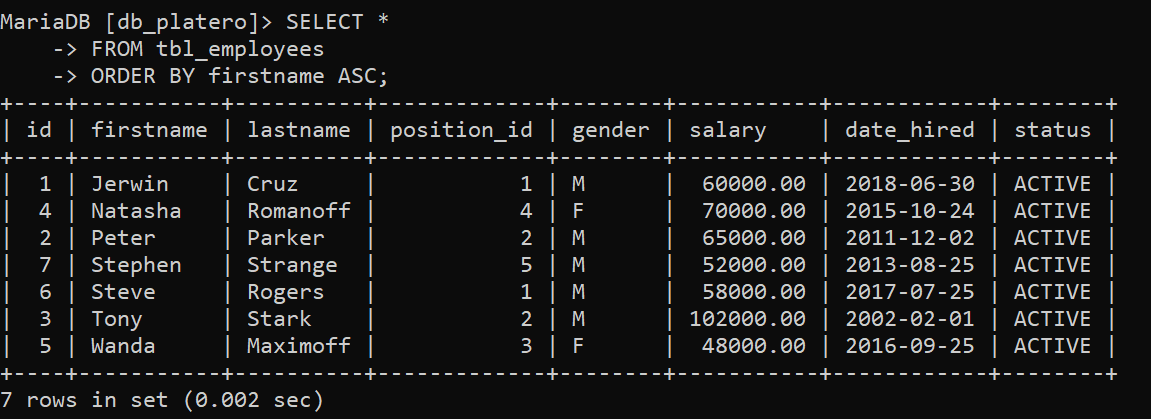 MariaDB [db_platero]> SELECT *
    -> FROM tbl_employees
    -> ORDER BY firstname ASC;
+----+-----------+----------+-------------+--------+-----------+------------+--------+
| id | firstname | lastname | position_id | gender | salary    | date_hired | status |
+----+-----------+----------+-------------+--------+-----------+------------+--------+
|  1 | Jerwin    | Cruz     |           1 | M      |  60000.00 | 2018-06-30 | ACTIVE |
|  4 | Natasha   | Romanoff |           4 | F      |  70000.00 | 2015-10-24 | ACTIVE |
|  2 | Peter     | Parker   |           2 | M      |  65000.00 | 2011-12-02 | ACTIVE |
|  7 | Stephen   | Strange  |           5 | M      |  52000.00 | 2013-08-25 | ACTIVE |
|  6 | Steve     | Rogers   |           1 | M      |  58000.00 | 2017-07-25 | ACTIVE |
|  3 | Tony      | Stark    |           2 | M      | 102000.00 | 2002-02-01 | ACTIVE |
|  5 | Wanda     | Maximoff |           3 | F      |  48000.00 | 2016-09-25 | ACTIVE |
+----+-----------+----------+-------------+--------+-----------+------------+--------+
7 rows in set (0.002 sec)